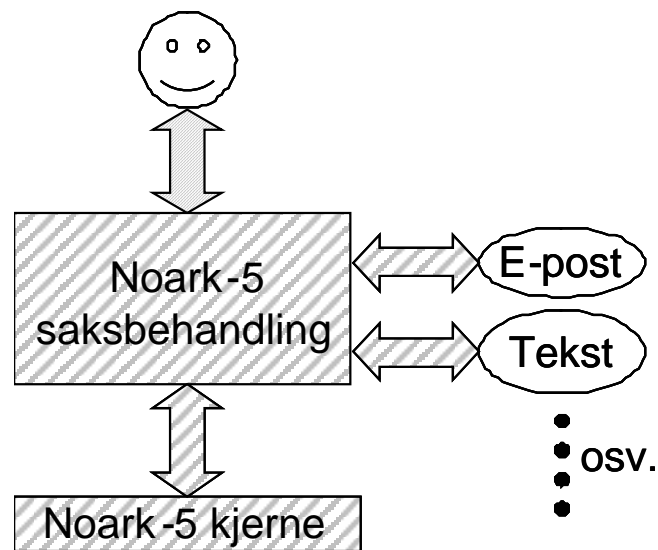 Noark-5
saksbehandling
E-post
Tekst
osv.
Noark-5 kjerne